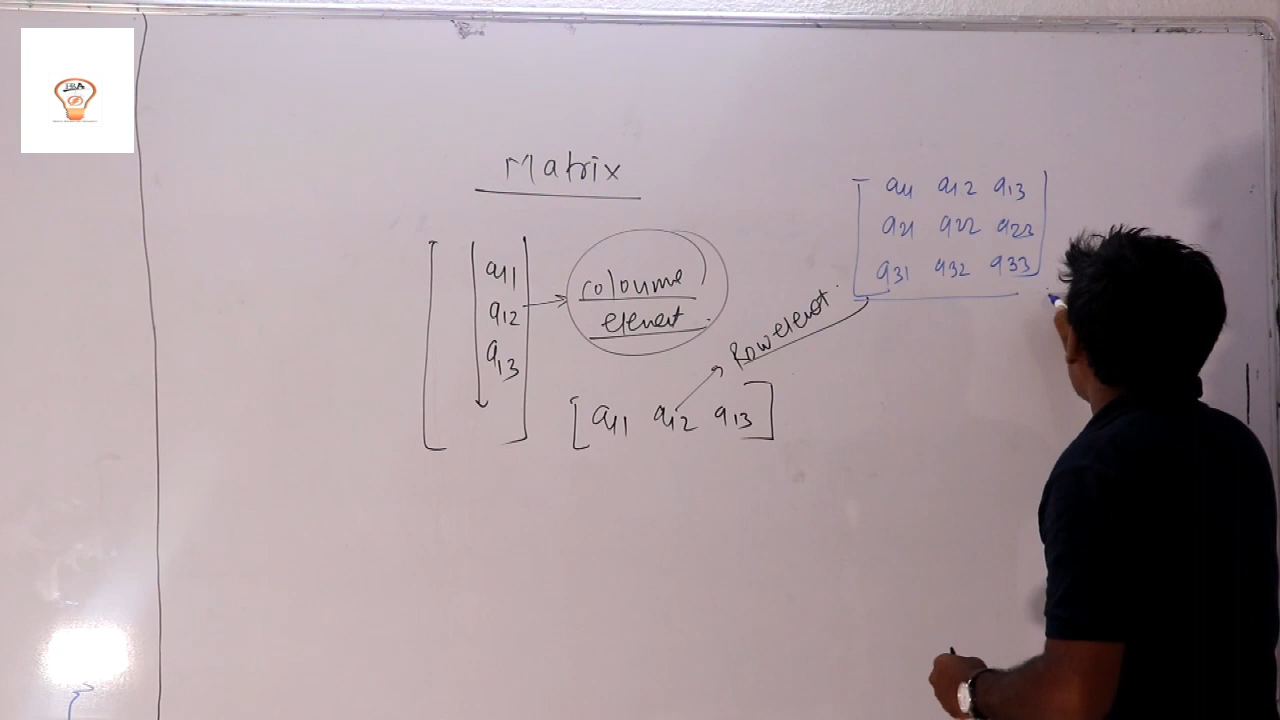 Matrix
a11
a12
a13
coloume
element
Row element.
[a11 a12 a13]
a11 a12 a13
a21 a22 a23
a31 a32 a33